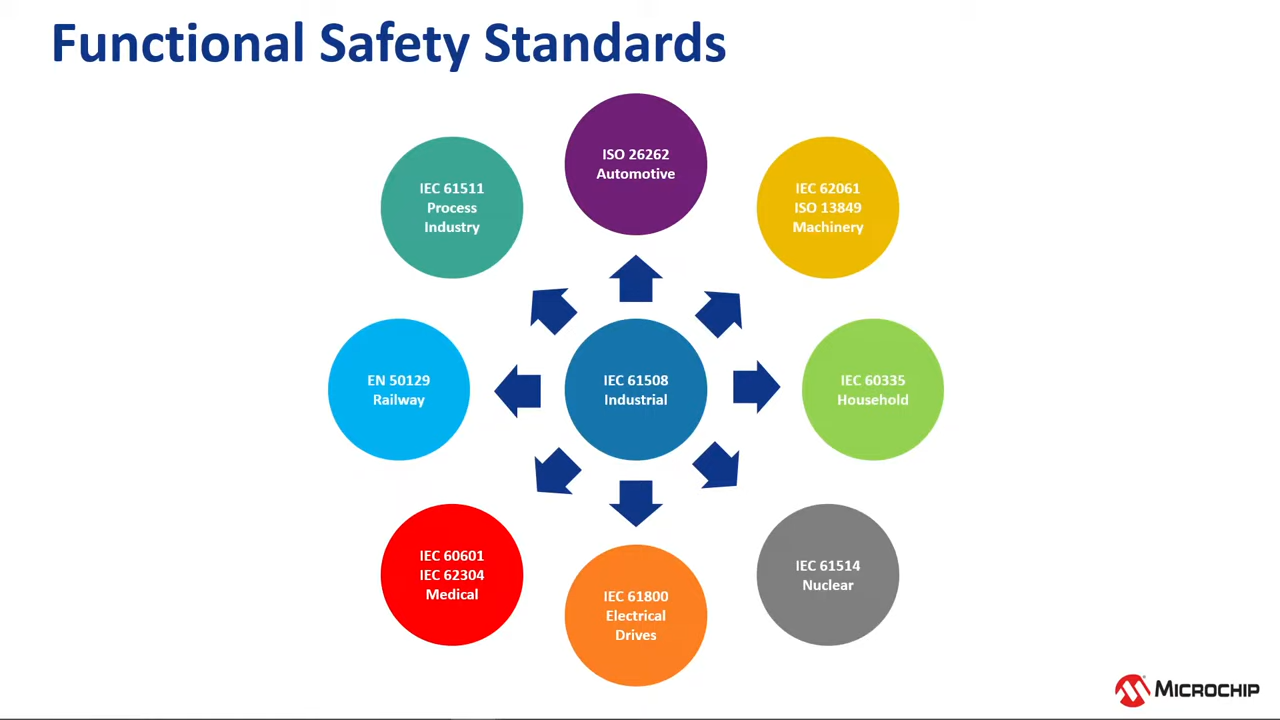 Functional Safety Standards
ISO 26262
Automotive
IEC 61511
Process
Industry
IEC 62061
ISO 13849
Machinery
EN 50129
Railway
IEC 61508
Industrial
IEC 60335
Household
IEC 60601
IEC 62304
Medical
IEC 61800
Electrical
Drives
IEC 61514
Nuclear
MICROCHIP